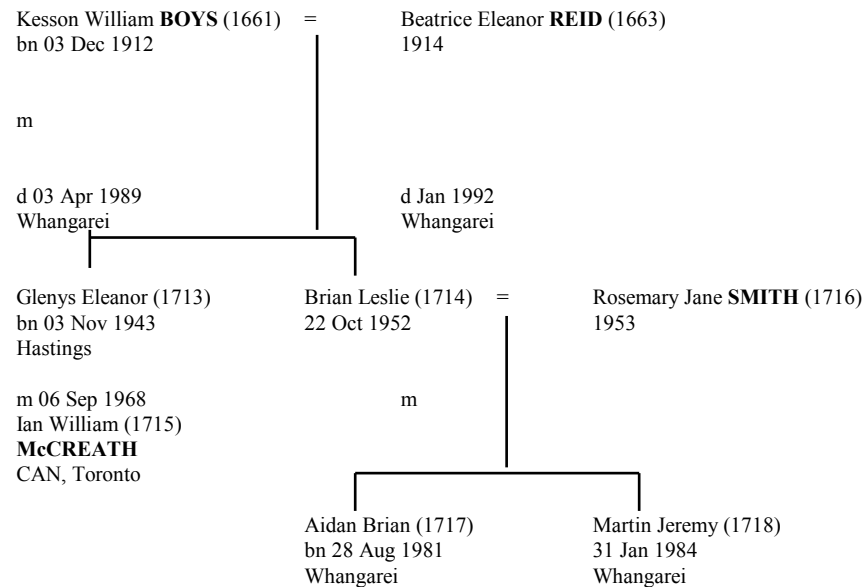 Kesson William BOYS (1661) = Beatrice Eleanor REID (1663)
bn 03 Dec 1912 1914
m
d 03 Apr 1989 d Jan 1992
Whangarei Whangarei
Glenys Eleanor (1713) Brian Leslie (1714) = Rosemary Jane SMITH (1716)
bn 03 Nov 1943 22 Oct 1952 1953
Hastings
m 06 Sep 1968 m
Ian William (1715)
McCREATH
CAN, Toronto
Aidan Brian (1717) Martin Jeremy (1718)
bn 28 Aug 1981 31 Jan 1984
Whangarei Whangarei